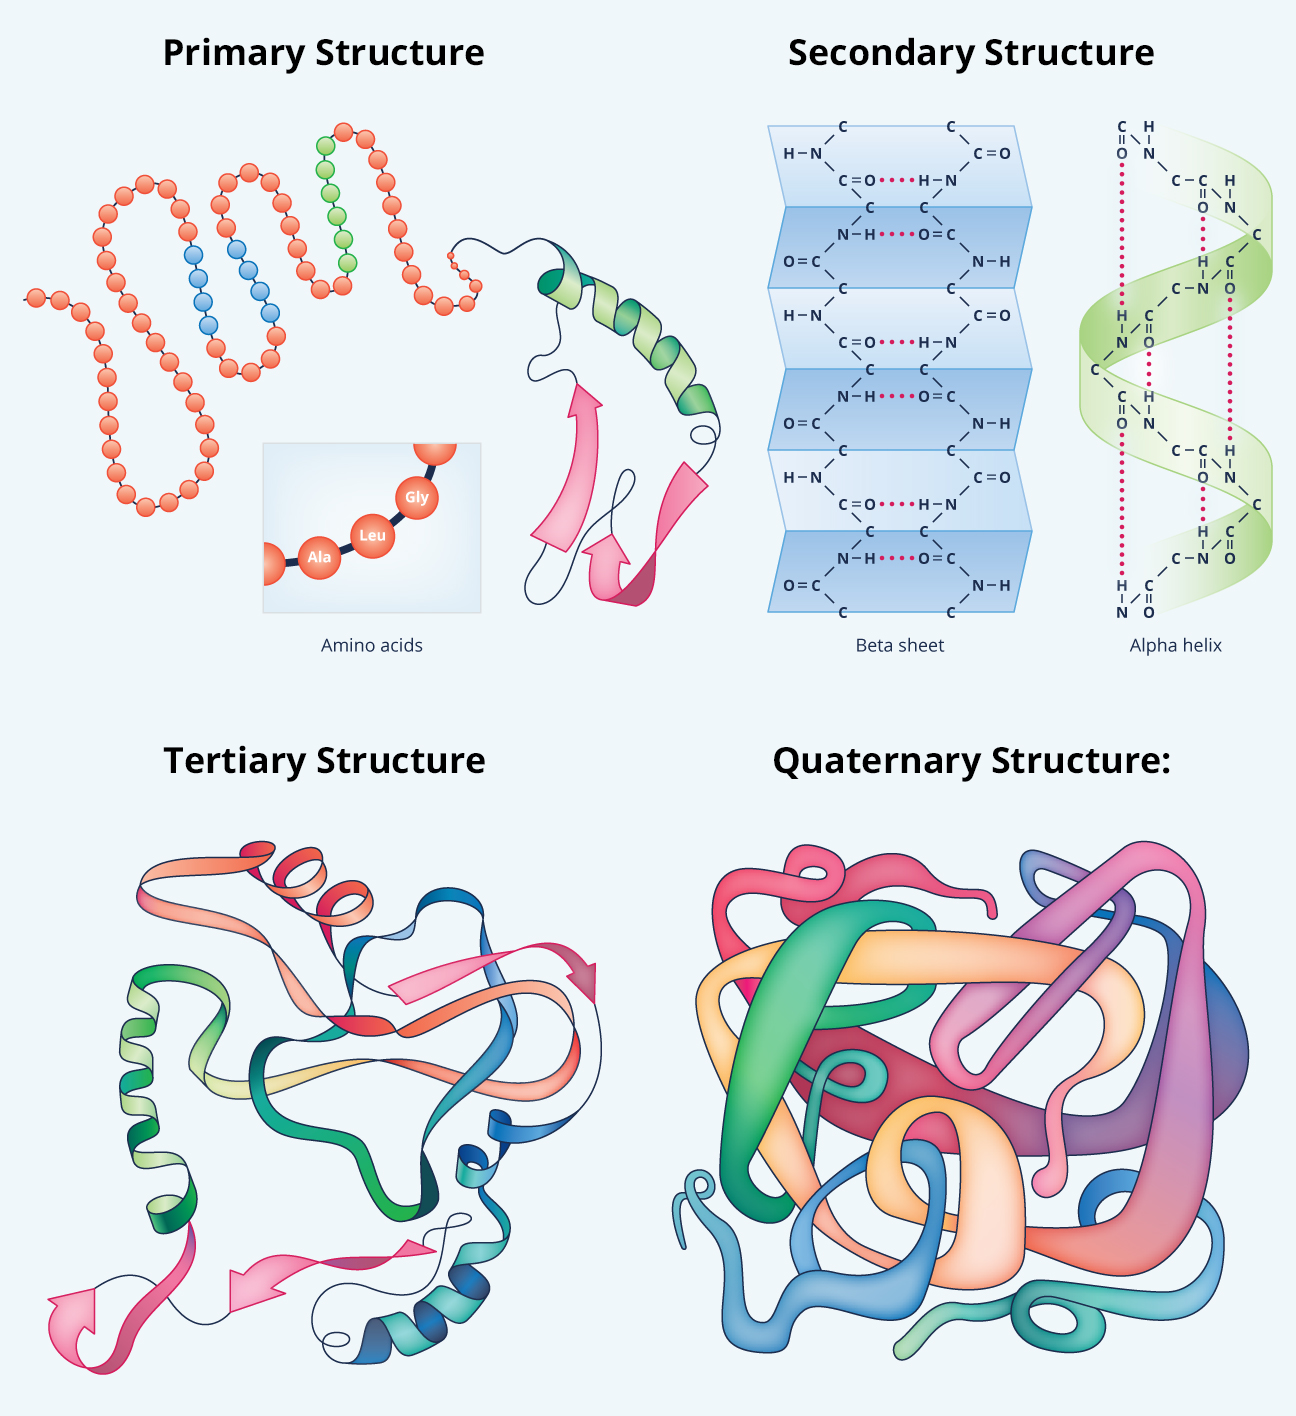 Primary Structure
Gly
Leu
Ala
Amino acids
Secondary Structure
C C
H–N C=O
C=O H–N
C C
N–H O=C
O=C N–H
C C
H–N C=O
C=O H–N
C C
N–H O=C
O=C N–H
C C
H–N C=O
C=O H–N
C C
N–H O=C
O=C N–H
C C
Beta sheet
C H
O N
C–C H
O N
C
H C
C–N O
H C
N O
C
C H
O N
C–C H
O N
C
H C
C–N O
H C
N O
Alpha helix
Tertiary Structure
Quaternary Structure: